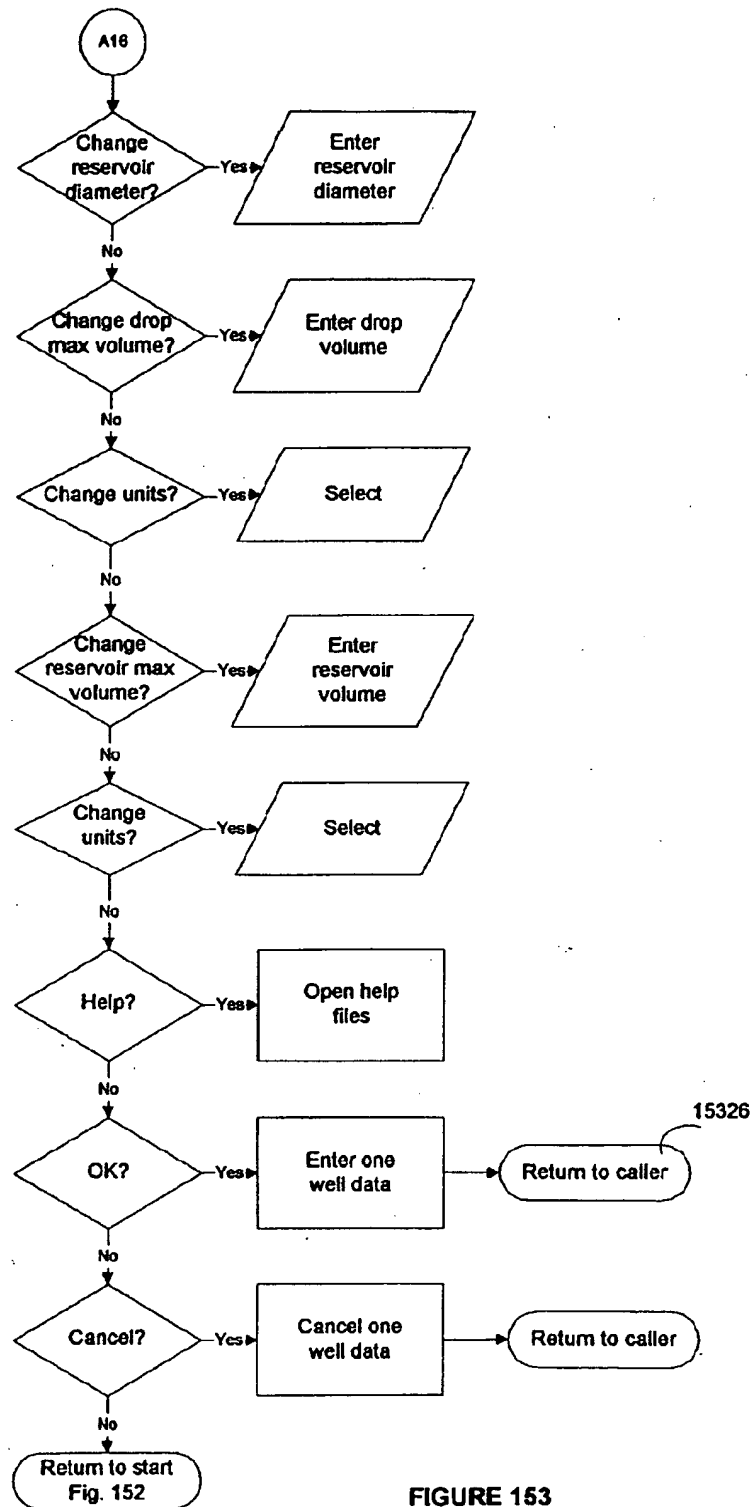 A16
Change
reservoir
diameter?
Yes
Enter
reservoir
diameter
No
Change drop
max volume?
Yes
Enter drop
volume
No
Change units?
Yes
Select
No
Change
reservoir max
volume?
Yes
Enter
reservoir
volume
No
Change
units?
Yes
Select
No
Help?
Yes
Open help
files
No
15326
OK?
Yes
Enter one
well data
Return to caller
No
Cancel?
Yes
Cancel one
well data
Return to caller
No
Return to start
Fig. 152
FIGURE 153